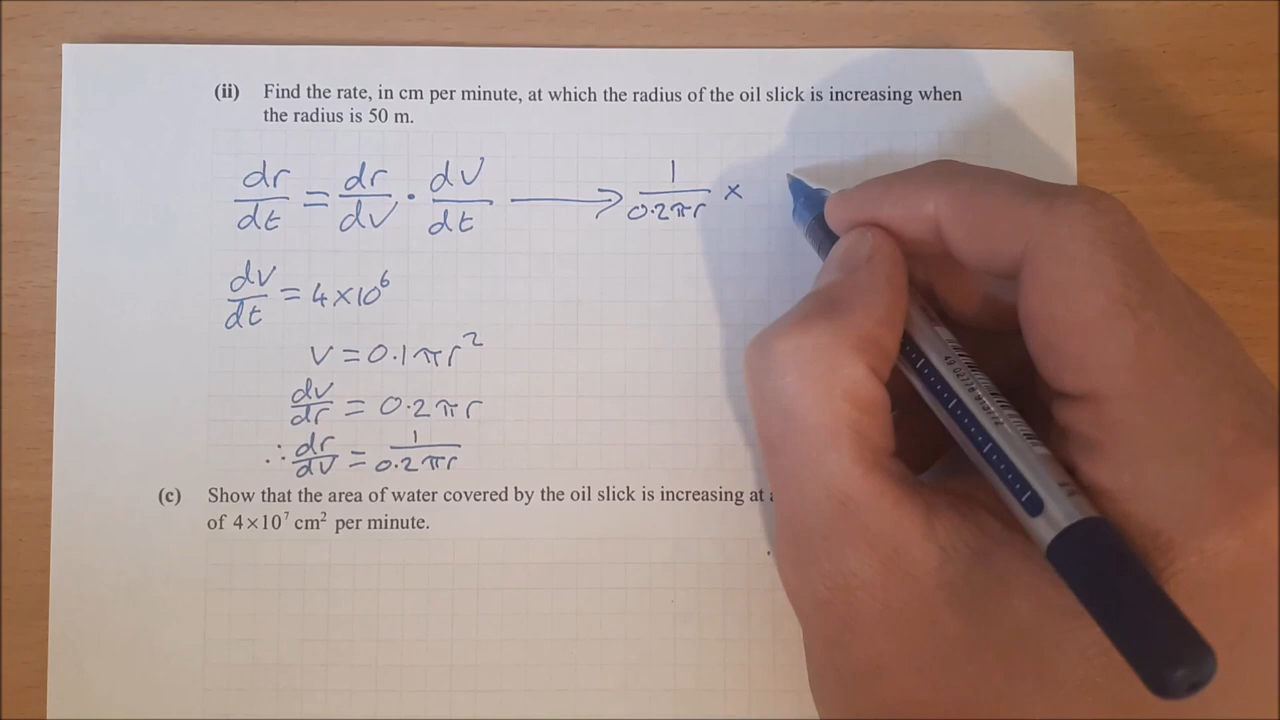 (ii) Find the rate, in cm per minute, at which the radius of the oil slick is increasing when
the radius is 50 m.
dr/dt = dr/dv · dv/dt ⟶ 1/0.2πr ×
dv/dt = 4×10⁶
v = 0.1πr²
dv/dr = 0.2πr
∴ dr/dv = 1/0.2πr
(c) Show that the area of water covered by the oil slick is increasing at
of 4×10⁷ cm² per minute.